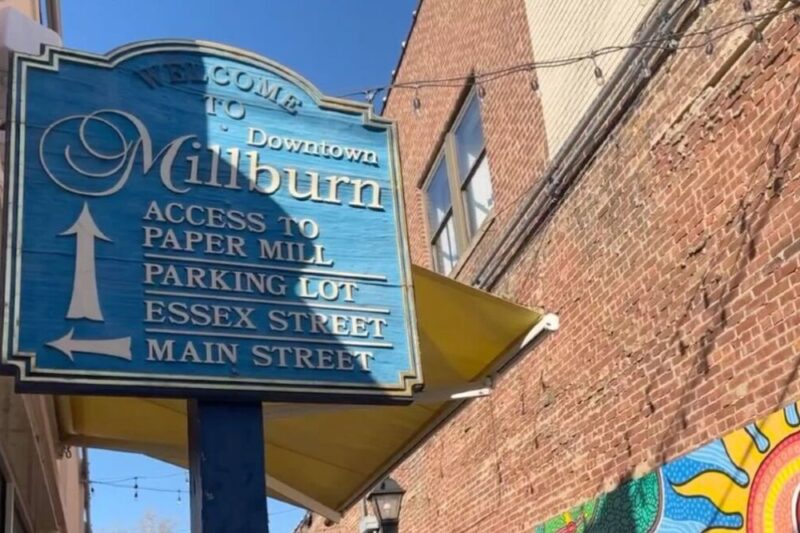 WELCOME
TO
Downtown
Millburn
ACCESS TO
PAPER MILL
PARKING LOT
ESSEX STREET
MAIN STREET